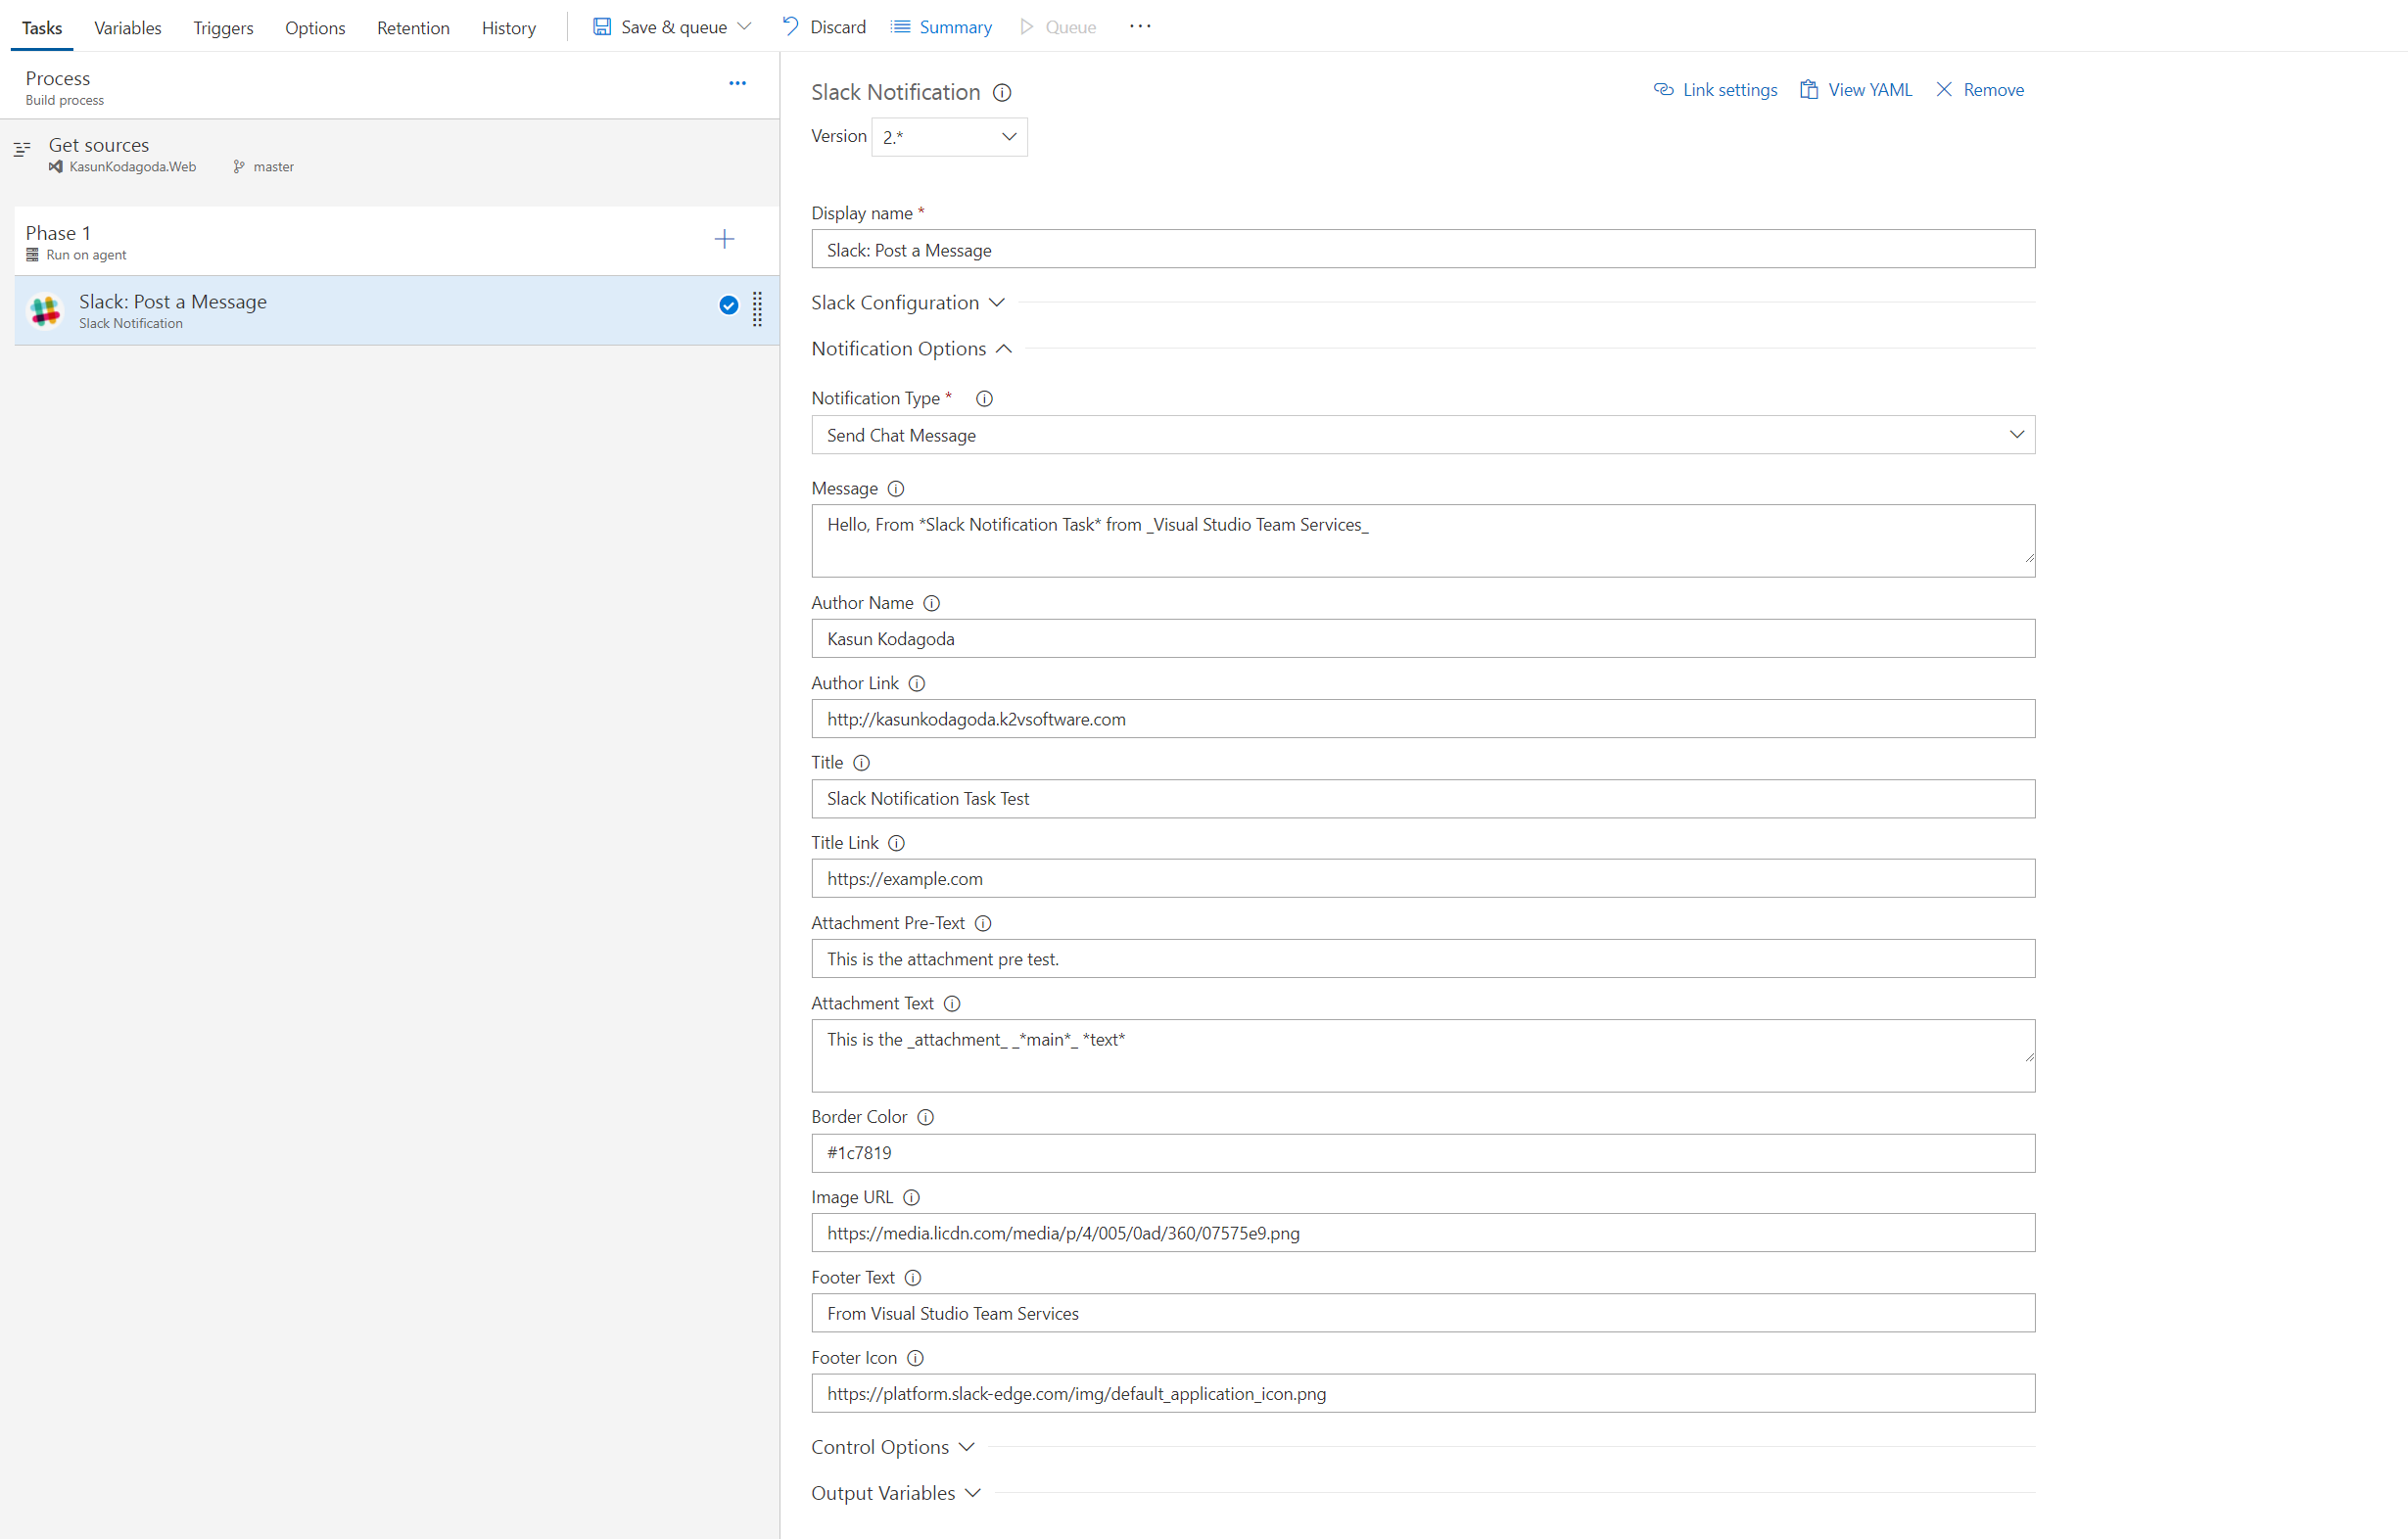 Tasks Variables Triggers Options Retention History Save & queue Discard Summary Queue ...
Process
Build process
Get sources
KasunKodagoda.Web master
Phase 1
Run on agent
Slack: Post a Message
Slack Notification
Slack Notification Link settings View YAML Remove
Version 2.*
Display name *
Slack: Post a Message
Slack Configuration
Notification Options
Notification Type *
Send Chat Message
Message
Hello, From *Slack Notification Task* from _Visual Studio Team Services_
Author Name
Kasun Kodagoda
Author Link
http://kasunkodagoda.k2vsoftware.com
Title
Slack Notification Task Test
Title Link
https://example.com
Attachment Pre-Text
This is the attachment pre test.
Attachment Text
This is the _attachment_ _*main*_ *text*
Border Color
#1c7819
Image URL
https://media.licdn.com/media/p/4/005/0ad/360/07575e9.png
Footer Text
From Visual Studio Team Services
Footer Icon
https://platform.slack-edge.com/img/default_application_icon.png
Control Options
Output Variables